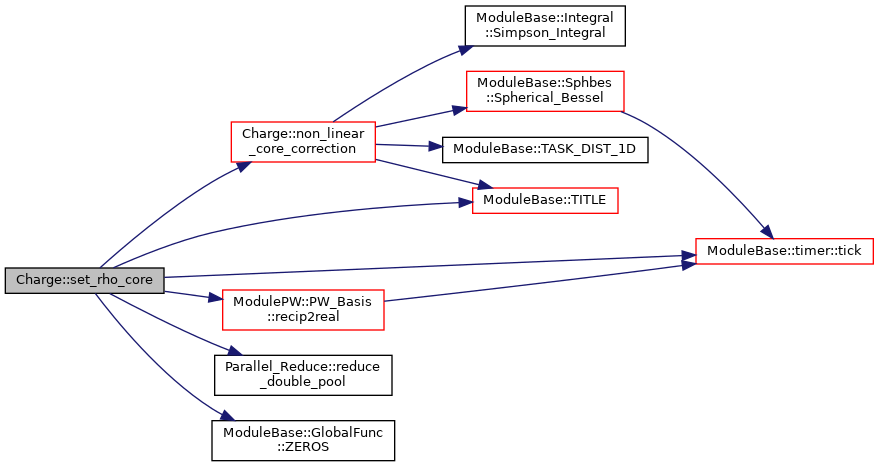 ModuleBase::Integral
::Simpson_Integral
ModuleBase::Sphbes
::Spherical_Bessel
Charge::non_linear
_core_correction
ModuleBase::TASK_DIST_1D
ModuleBase::TITLE
ModuleBase::timer::tick
Charge::set_rho_core
ModulePW::PW_Basis
::recip2real
Parallel_Reduce::reduce
_double_pool
ModuleBase::GlobalFunc
::ZEROS